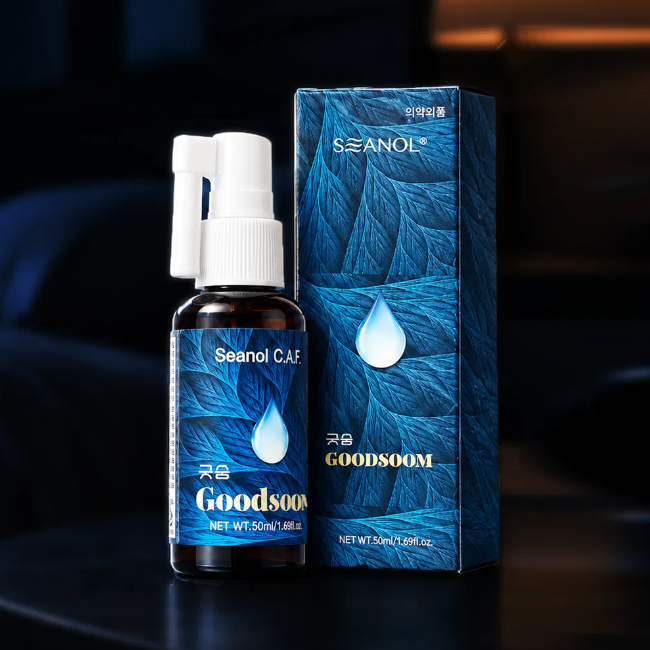 Seanol C.A.F.
굿숨
Goodsoom
NET WT.50ml/1.69fl.oz.
의약외품
SEANOL®
굿숨
GOODSOOM
NET WT.50ml/1.69fl.oz.